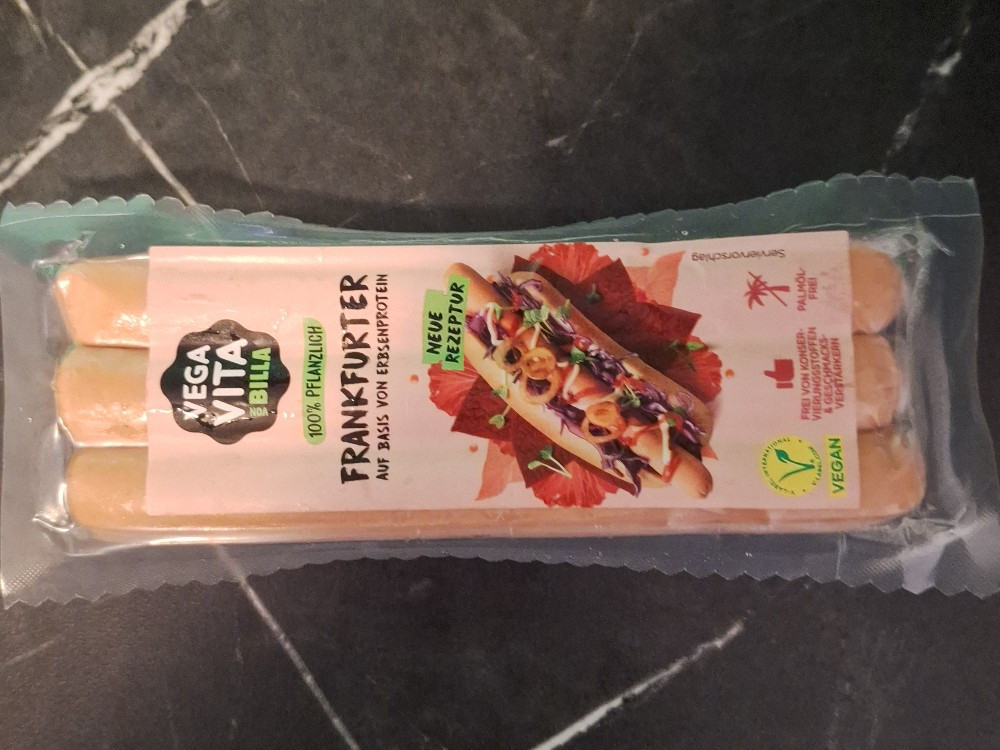 VEGA
VITA
NOA BILLA
100% PFLANZLICH
FRANKFURTER
AUF BASIS VON ERBSENPROTEIN
NEUE
REZEPTUR
Serviervorschlag
PALMÖL-
FREI
FREI VON KONSER-
VIERUNGSSTOFFEN
& GESCHMACKS-
VERSTÄRKERN
VEGAN